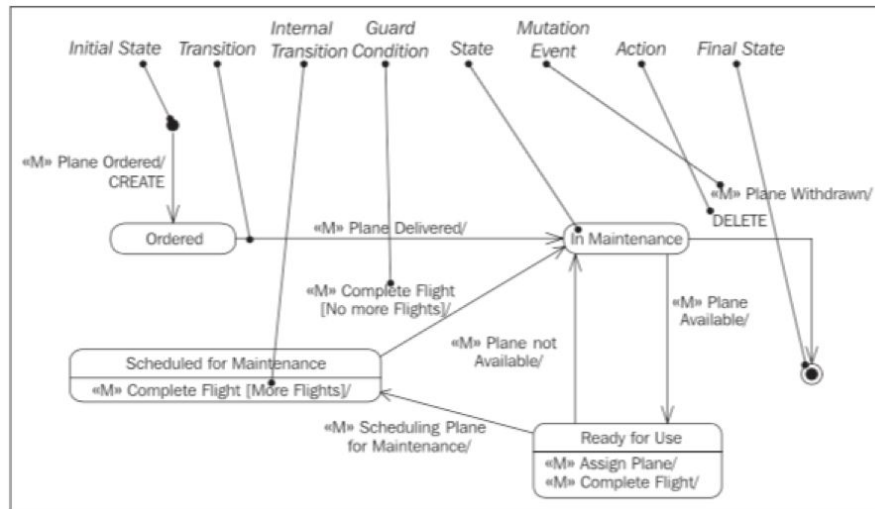 Initial State
Transition
Internal
Transition
Guard
Condition
State
Mutation
Event
Action
Final State
«M» Plane Ordered/
CREATE
«M» Plane Withdrawn/
DELETE
Ordered
«M» Plane Delivered/
In Maintenance
«M» Complete Flight
[No more Flights]/
«M» Plane
Available/
«M» Plane not
Available/
Scheduled for Maintenance
«M» Complete Flight [More Flights]/
«M» Scheduling Plane
for Maintenance/
Ready for Use
«M» Assign Plane/
«M» Complete Flight/